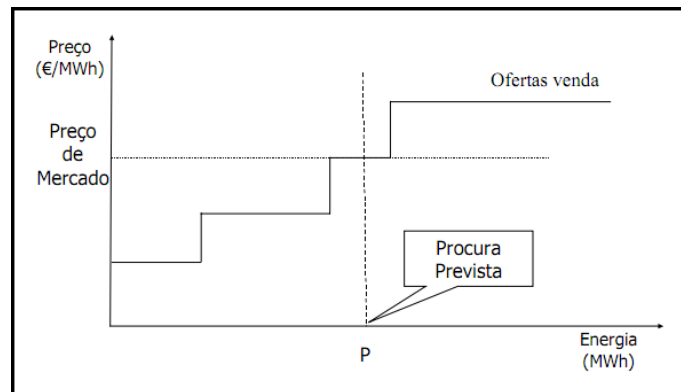 Preço
(€/MWh)
Ofertas venda
Preço
de
Mercado
Procura
Prevista
P
Energia
(MWh)